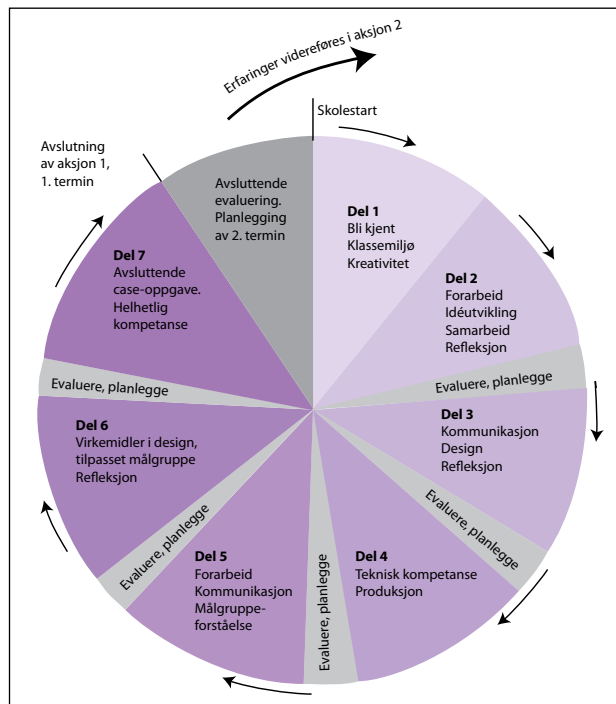 Erfaringer videreføres i aksjon 2
Skolestart
Avslutning
av aksjon 1,
1. termin
Avsluttende
evaluering.
Planlegging
av 2. termin
Del 1
Bli kjent
Klassemiljø
Kreativitet
Del 2
Forarbeid
Idéutvikling
Samarbeid
Refleksjon
Evaluere, planlegge
Del 3
Kommunikasjon
Design
Refleksjon
Evaluere, planlegge
Del 4
Teknisk kompetanse
Produksjon
Evaluere, planlegge
Del 5
Forarbeid
Kommunikasjon
Målgruppe-
forståelse
Evaluere, planlegge
Del 6
Virkemidler i design,
tilpasset målgruppe
Refleksjon
Evaluere, planlegge
Del 7
Avsluttende
case-oppgave.
Helhetlig
kompetanse